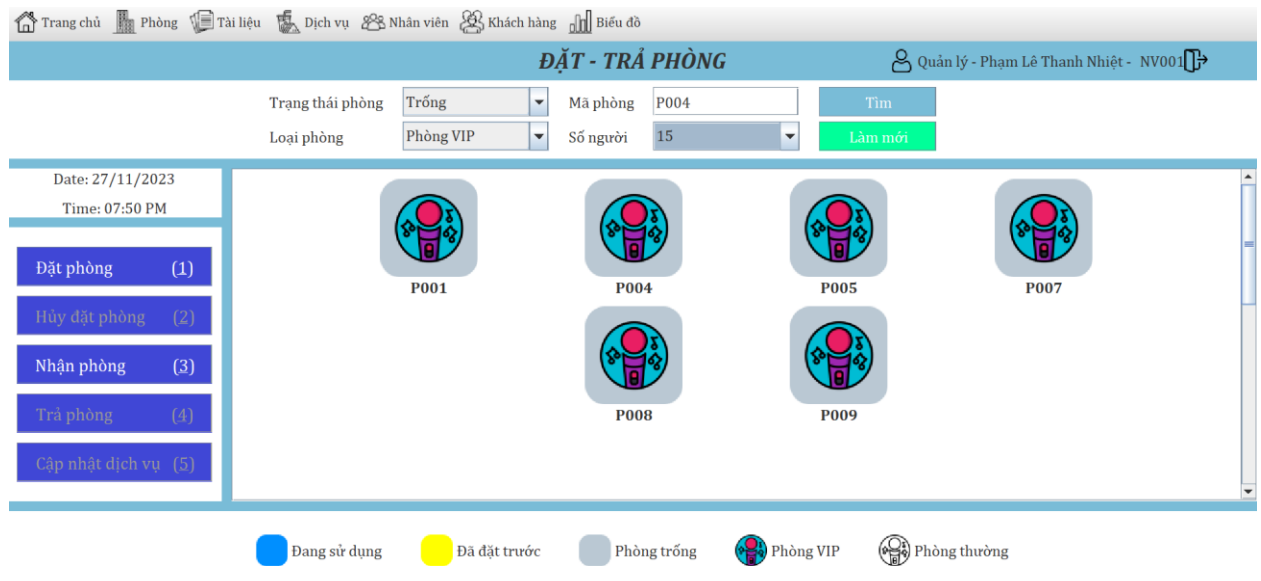 Trang chủ Phòng Tài liệu Dịch vụ Nhân viên Khách hàng Biểu đồ
ĐẶT - TRẢ PHÒNG Quản lý - Phạm Lê Thanh Nhiệt - NV001
Trạng thái phòng Trống Mã phòng P004 Tìm
Loại phòng Phòng VIP Số người 15 Làm mới
Date: 27/11/2023
Time: 07:50 PM
Đặt phòng (1)
Hủy đặt phòng (2)
Nhận phòng (3)
Trả phòng (4)
Cập nhật dịch vụ (5)
P001 P004 P005 P007
P008 P009
Đang sử dụng Đã đặt trước Phòng trống Phòng VIP Phòng thường